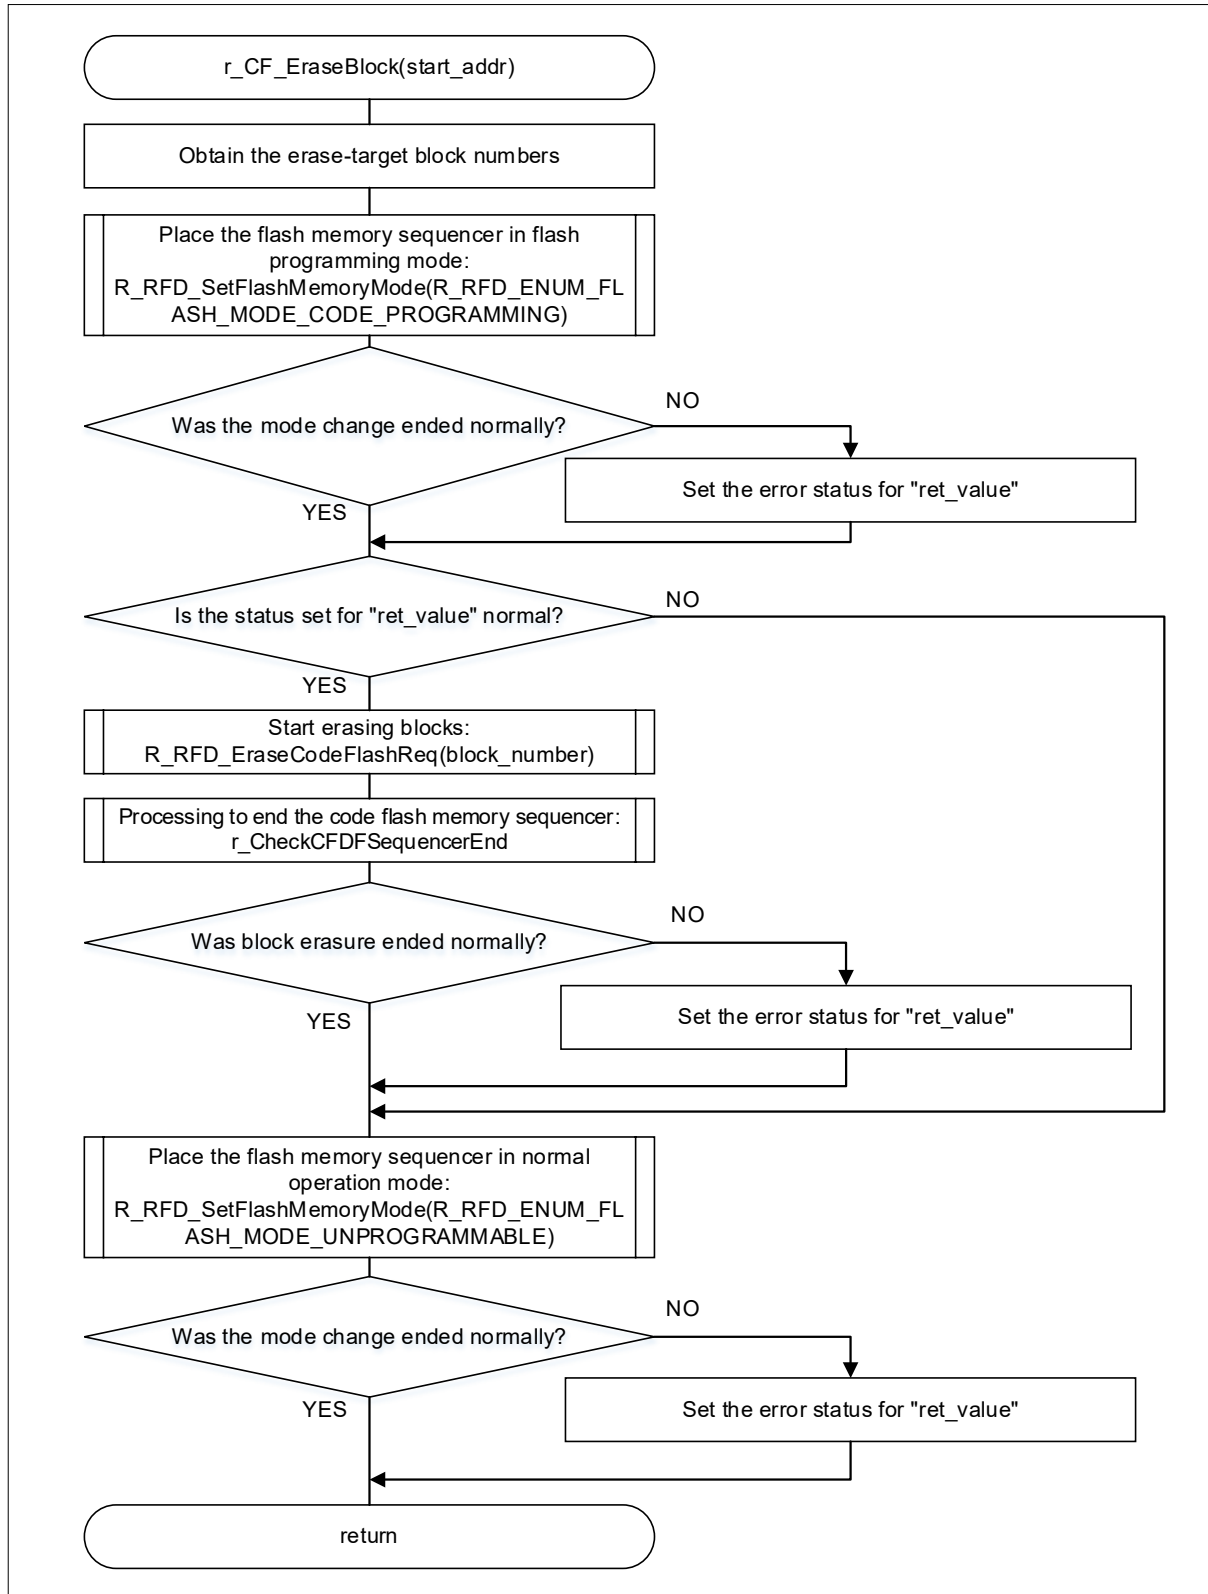 r_CF_EraseBlock(start_addr)
Obtain the erase-target block numbers
Place the flash memory sequencer in flash
programming mode:
R_RFD_SetFlashMemoryMode(R_RFD_ENUM_FL
ASH_MODE_CODE_PROGRAMMING)
Was the mode change ended normally?
NO
Set the error status for "ret_value"
YES
Is the status set for "ret_value" normal?
NO
YES
Start erasing blocks:
R_RFD_EraseCodeFlashReq(block_number)
Processing to end the code flash memory sequencer:
r_CheckCFDFSequencerEnd
Was block erasure ended normally?
NO
Set the error status for "ret_value"
YES
Place the flash memory sequencer in normal
operation mode:
R_RFD_SetFlashMemoryMode(R_RFD_ENUM_FL
ASH_MODE_UNPROGRAMMABLE)
Was the mode change ended normally?
NO
Set the error status for "ret_value"
YES
return